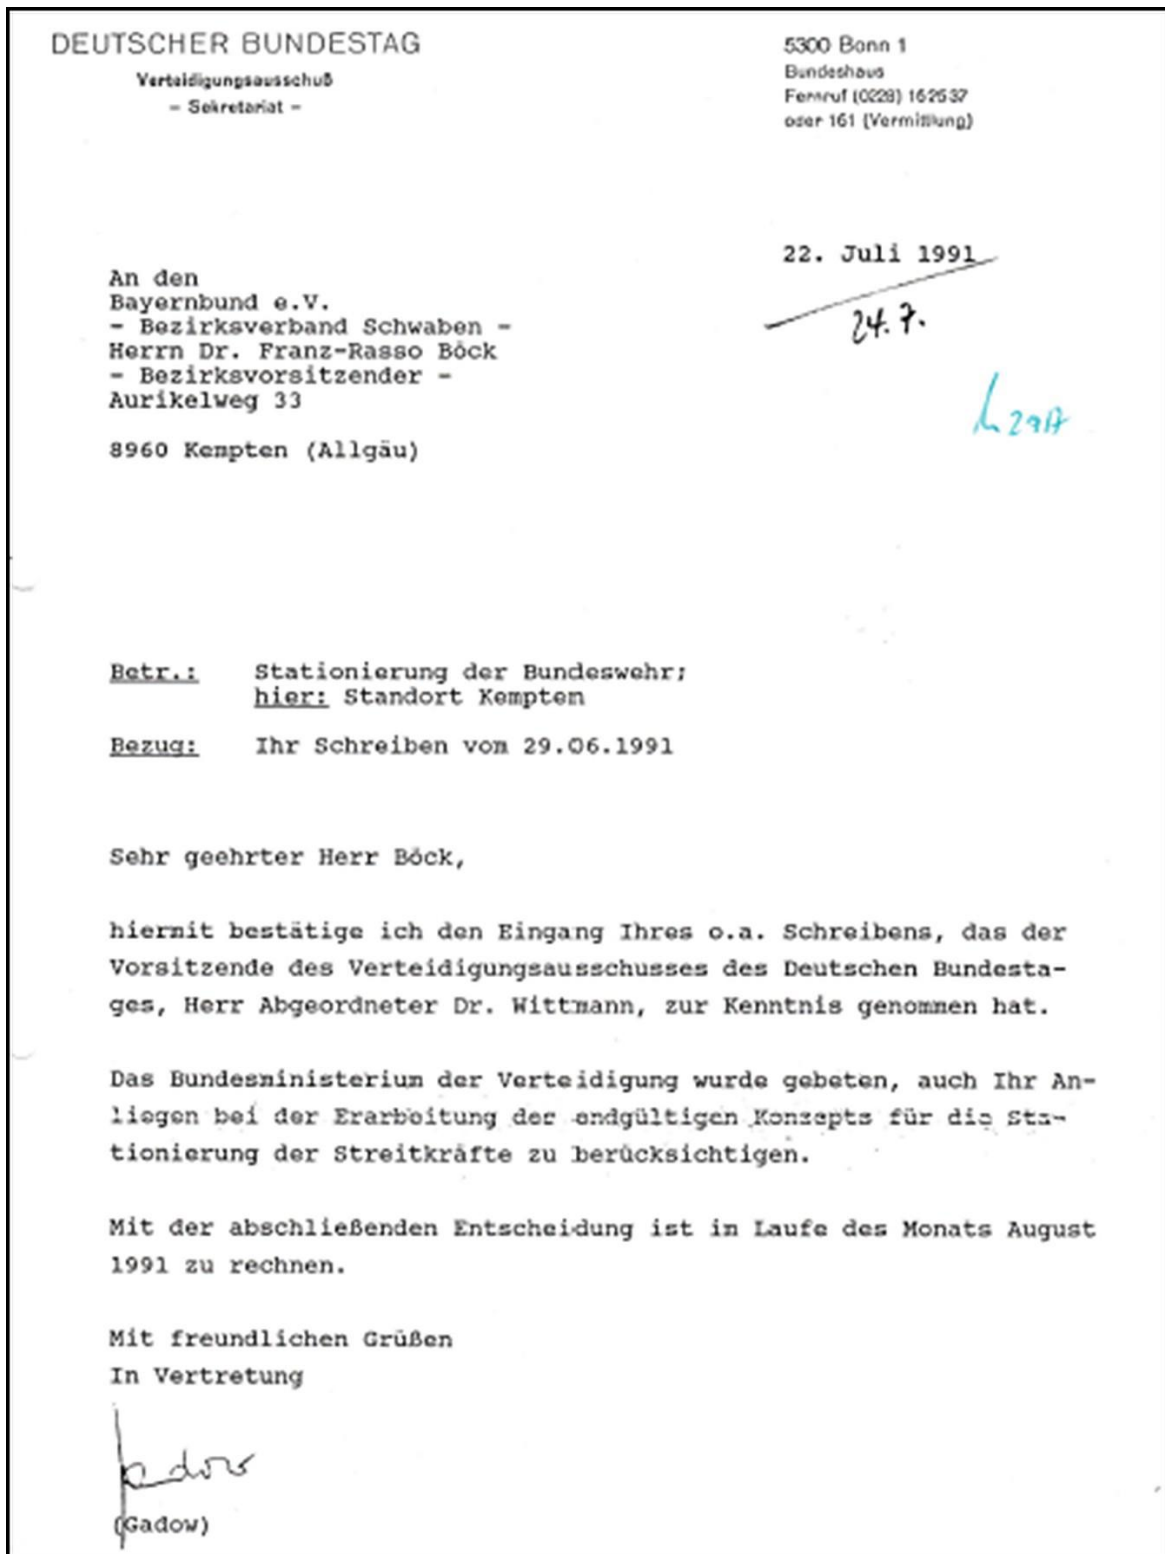 DEUTSCHER BUNDESTAG
Verteidigungsausschuß
– Sekretariat –
5300 Bonn 1
Bundeshaus
Fernruf (0228) 162537
oder 161 (Vermittlung)
22. Juli 1991
24. 7.
An den
Bayernbund e.V.
- Bezirksverband Schwaben -
Herrn Dr. Franz-Rasso Böck
- Bezirksvorsitzender -
Aurikelweg 33
8960 Kempten (Allgäu)
Betr.: Stationierung der Bundeswehr;
hier: Standort Kempten
Bezug: Ihr Schreiben vom 29.06.1991
Sehr geehrter Herr Böck,
hiermit bestätige ich den Eingang Ihres o.a. Schreibens, das der
Vorsitzende des Verteidigungsausschusses des Deutschen Bundesta-
ges, Herr Abgeordneter Dr. Wittmann, zur Kenntnis genommen hat.
Das Bundesministerium der Verteidigung wurde gebeten, auch Ihr An-
liegen bei der Erarbeitung des endgültigen Konzepts für die Sta-
tionierung der Streitkräfte zu berücksichtigen.
Mit der abschließenden Entscheidung ist in Laufe des Monats August
1991 zu rechnen.
Mit freundlichen Grüßen
In Vertretung
Gadow
(Gadow)